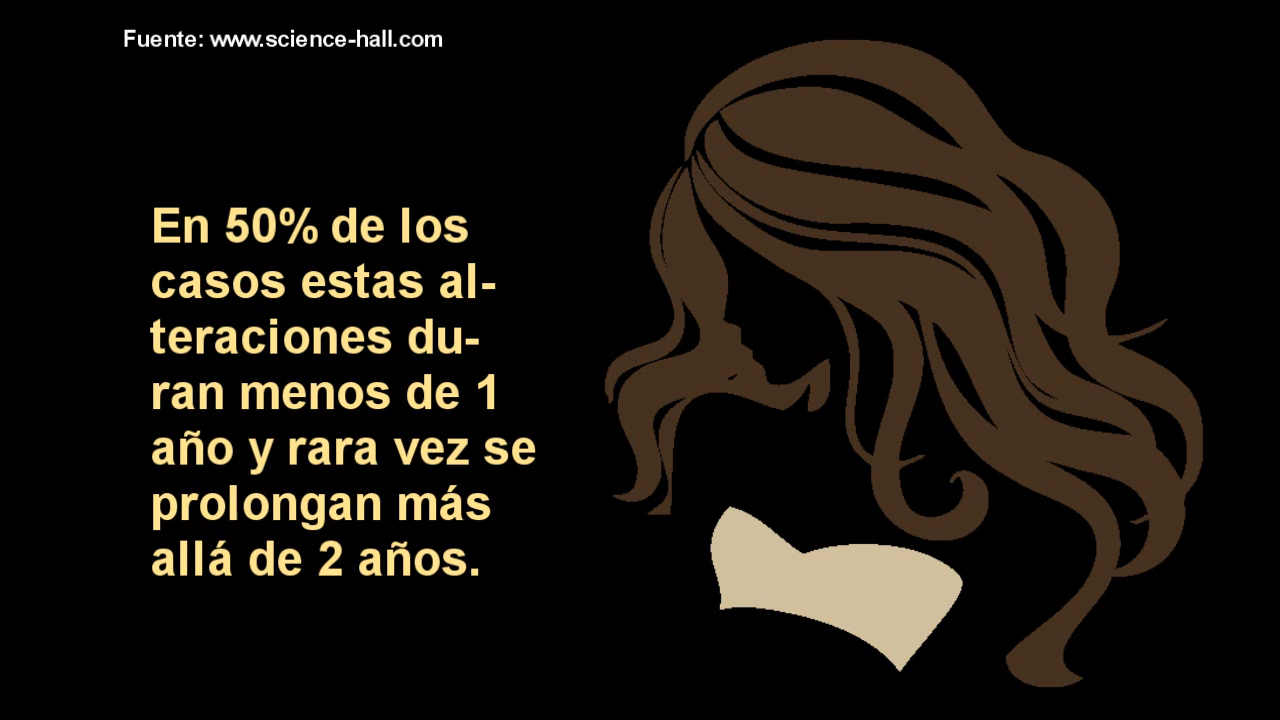 Fuente: www.science-hall.com
En 50% de los
casos estas al-
teraciones du-
ran menos de 1
año y rara vez se
prolongan más
allá de 2 años.